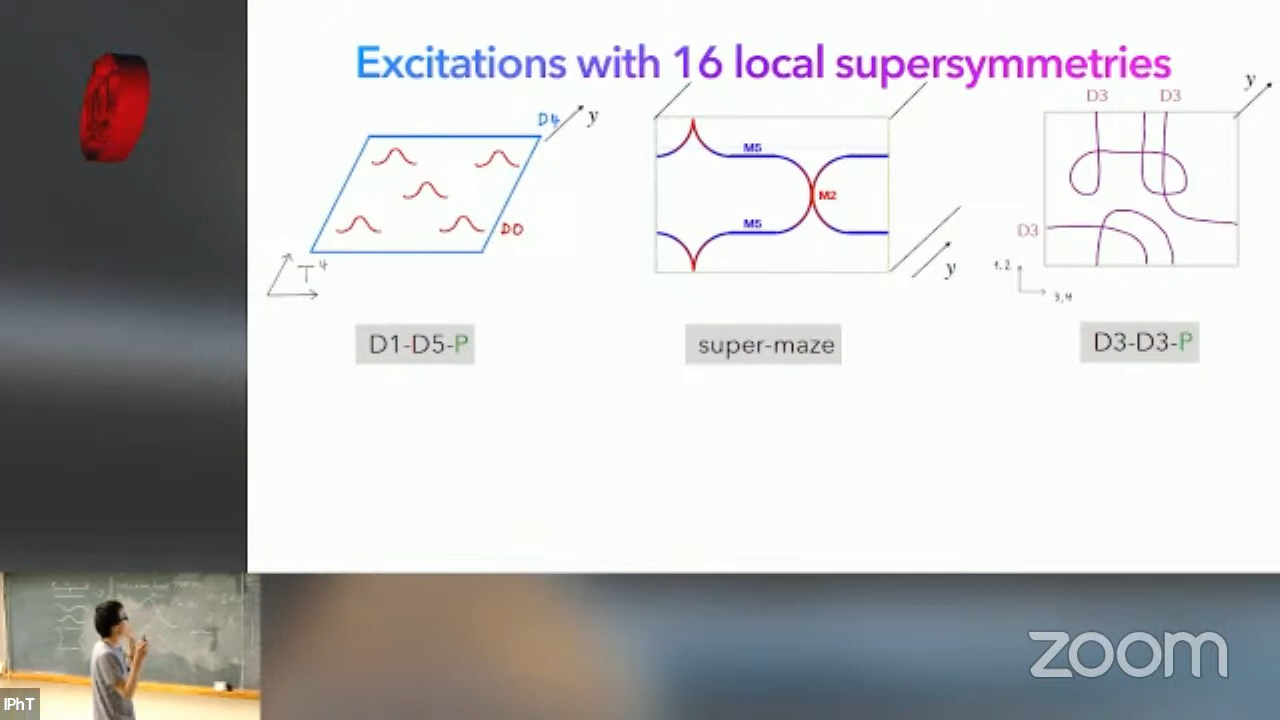 Excitations with 16 local supersymmetries
D4
y
D0
T4
D1-D5-P
M5
M2
M5
y
super-maze
D3
D3
y
D3
1,2
3,4
D3-D3-P
IPhT
zoom